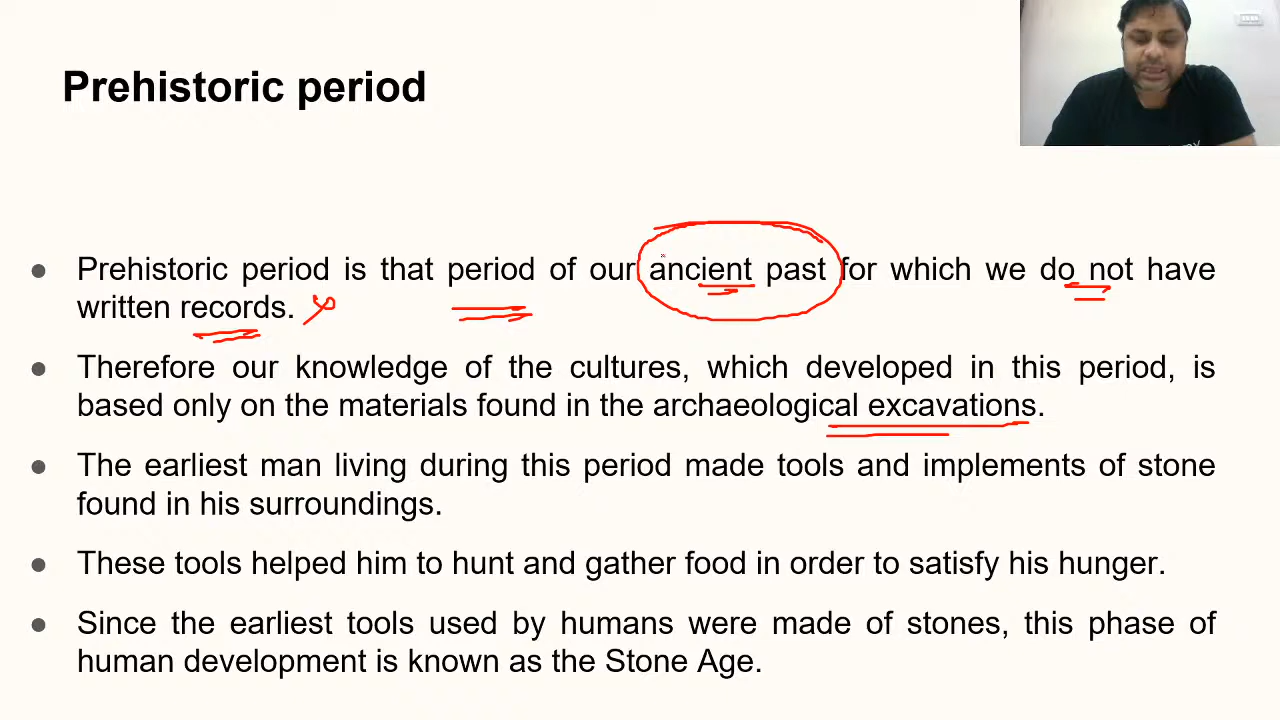 Prehistoric period
● Prehistoric period is that period of our ancient past for which we do not have
written records.
● Therefore our knowledge of the cultures, which developed in this period, is
based only on the materials found in the archaeological excavations.
● The earliest man living during this period made tools and implements of stone
found in his surroundings.
● These tools helped him to hunt and gather food in order to satisfy his hunger.
● Since the earliest tools used by humans were made of stones, this phase of
human development is known as the Stone Age.